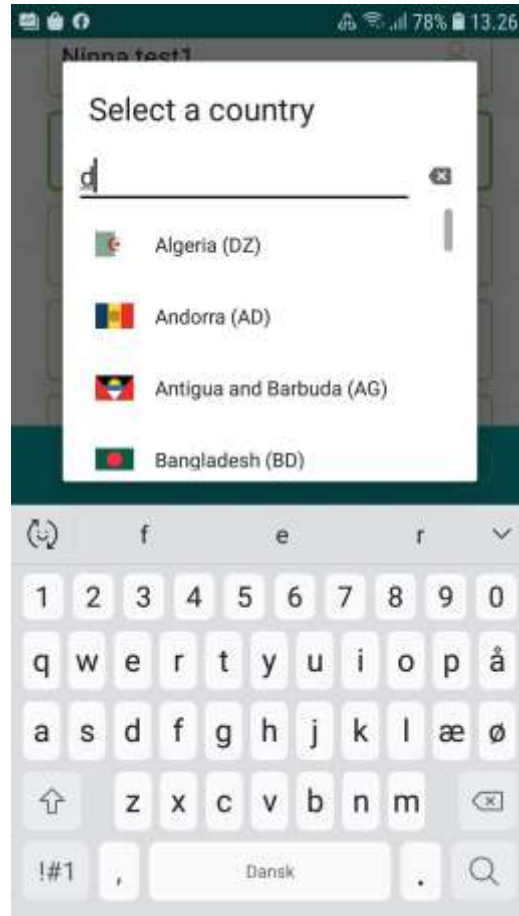 78% 13.26
Ninna test1
Select a country
d
Algeria (DZ)
Andorra (AD)
Antigua and Barbuda (AG)
Bangladesh (BD)
f e r
1 2 3 4 5 6 7 8 9 0
q w e r t y u i o p å
a s d f g h j k l æ ø
z x c v b n m
!#1 , Dansk .